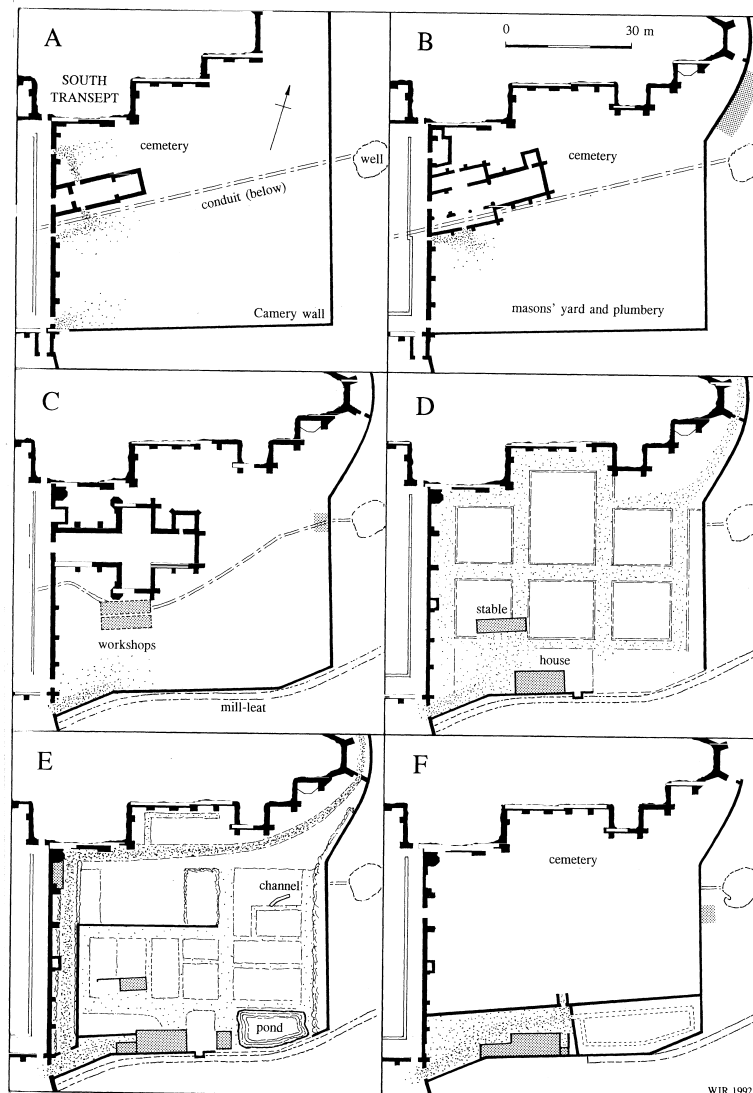 A
SOUTH
TRANSEPT
cemetery
well
conduit (below)
Camery wall
B
0 30 m
cemetery
masons' yard and plumbery
C
workshops
mill-leat
D
stable
house
E
channel
pond
F
cemetery
WJR 1992